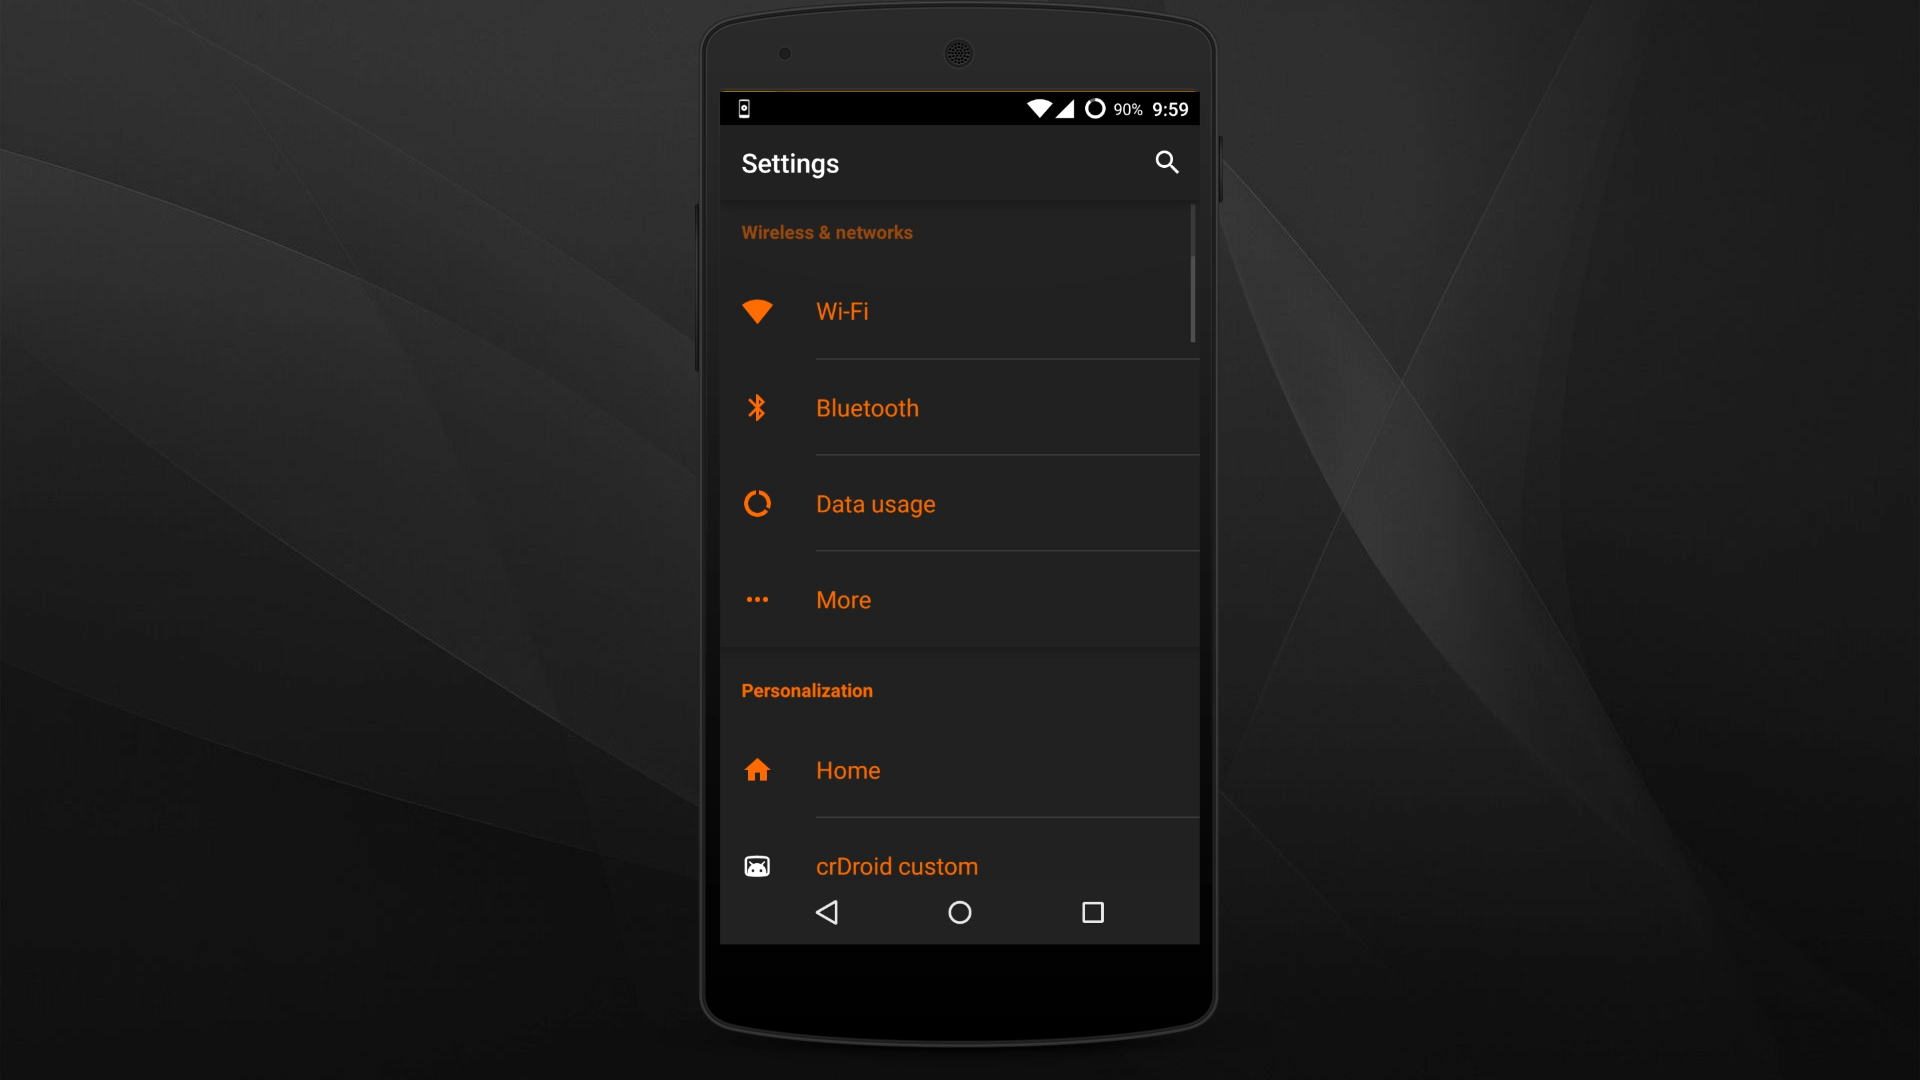 90% 9:59
Settings
Wireless & networks
Wi-Fi
Bluetooth
Data usage
More
Personalization
Home
crDroid custom